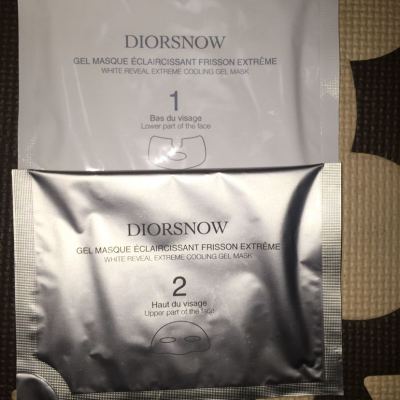 DIORSNOW
GEL MASQUE ÉCLAIRCISSANT FRISSON EXTRÊME
WHITE REVEAL EXTREME COOLING GEL MASK
1
Bas du visage
Lower part of the face
DIORSNOW
GEL MASQUE ÉCLAIRCISSANT FRISSON EXTRÊME
WHITE REVEAL EXTREME COOLING GEL MASK
2
Haut du visage
Upper part of the face